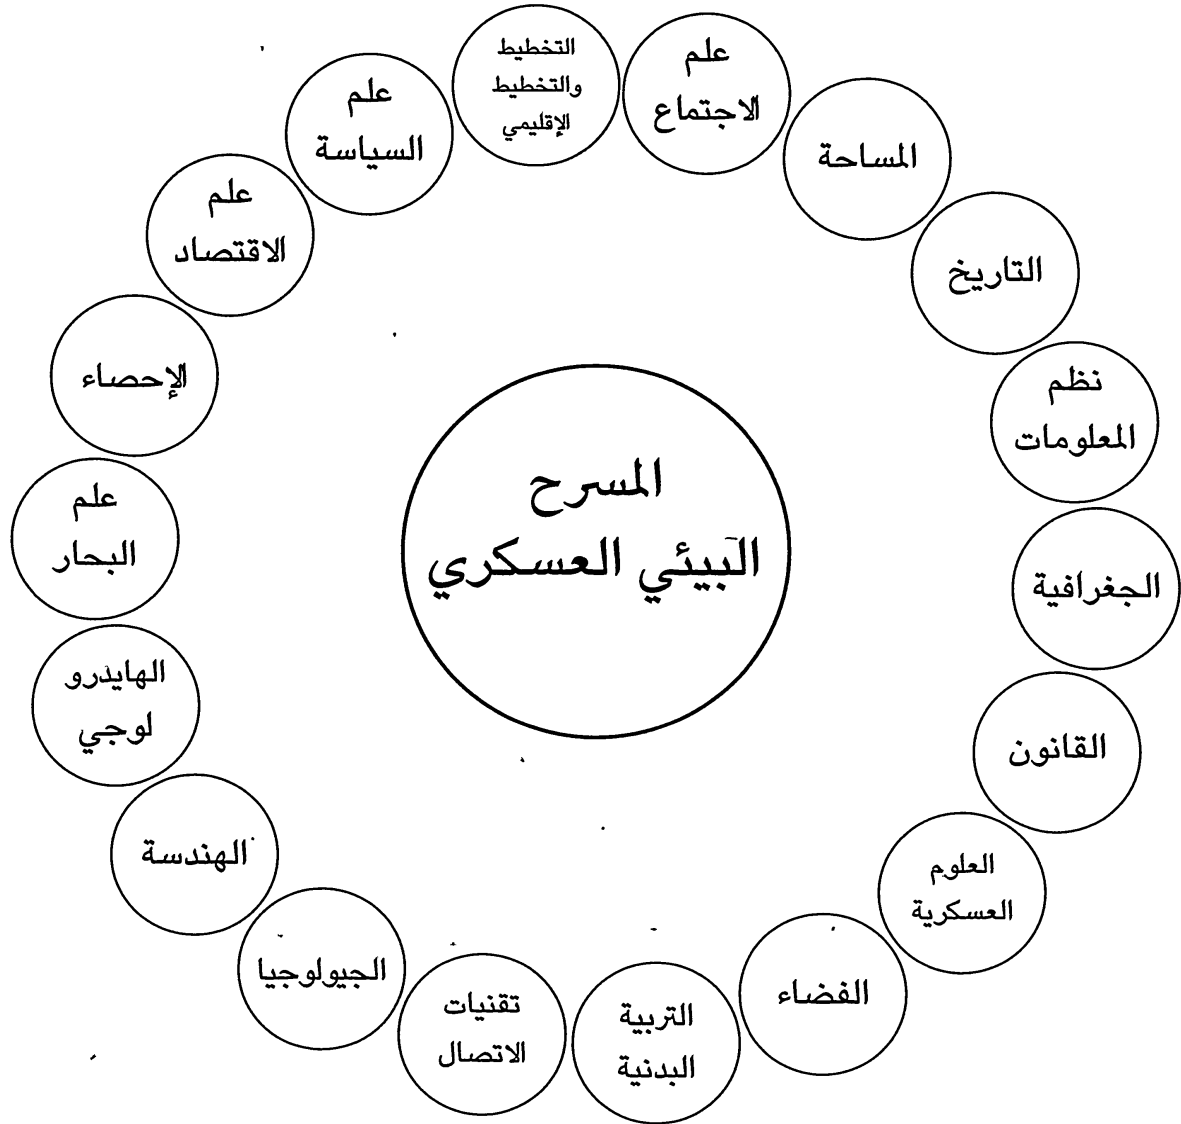 التخطيط
والتخطيط
الإقليمي
علم
الاجتماع
المساحة
التاريخ
نظم
المعلومات
الجغرافية
القانون
العلوم
العسكرية
الفضاء
التربية
البدنية
تقنيات
الاتصال
الجيولوجيا
الهندسة
الهايدرو
لوجي
علم
البحار
الإحصاء
علم
الاقتصاد
علم
السياسة
المسرح
البيئي العسكري